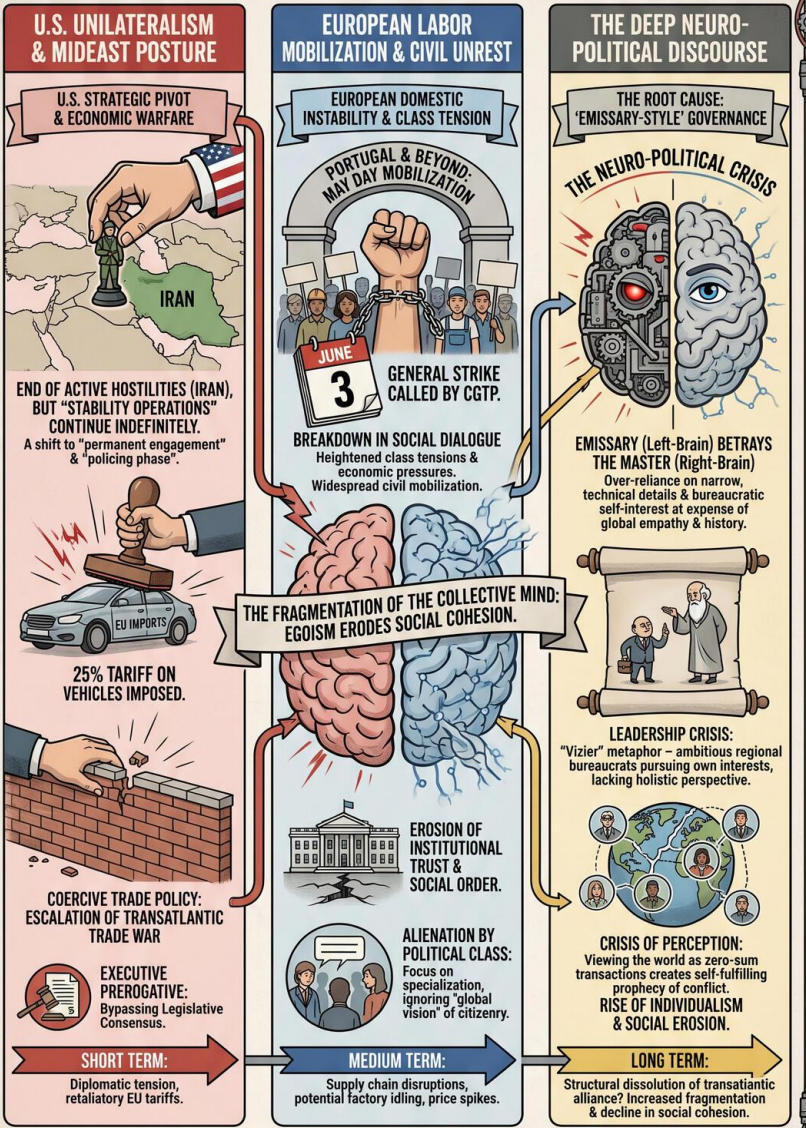 U.S. UNILATERALISM
& MIDEAST POSTURE
U.S. STRATEGIC PIVOT
& ECONOMIC WARFARE
IRAN
END OF ACTIVE HOSTILITIES (IRAN),
BUT "STABILITY OPERATIONS"
CONTINUE INDEFINITELY.
A shift to "permanent engagement"
& "policing phase".
EU IMPORTS
25% TARIFF ON
VEHICLES IMPOSED.
COERCIVE TRADE POLICY:
ESCALATION OF TRANSATLANTIC
TRADE WAR
EXECUTIVE
PREROGATIVE:
Bypassing Legislative
Consensus.
SHORT TERM:
Diplomatic tension,
retaliatory EU tariffs.
EUROPEAN LABOR
MOBILIZATION & CIVIL UNREST
EUROPEAN DOMESTIC
INSTABILITY & CLASS TENSION
PORTUGAL & BEYOND:
MAY DAY MOBILIZATION
JUNE
3
GENERAL STRIKE
CALLED BY CGTP.
BREAKDOWN IN SOCIAL DIALOGUE
Heightened class tensions &
economic pressures.
Widespread civil mobilization.
THE FRAGMENTATION OF THE COLLECTIVE MIND:
EGOISM ERODES SOCIAL COHESION.
EROSION OF
INSTITUTIONAL
TRUST &
SOCIAL ORDER.
ALIENATION BY
POLITICAL CLASS:
Focus on
specialization,
ignoring "global
vision" of citizenry.
MEDIUM TERM:
Supply chain disruptions,
potential factory idling, price spikes.
THE DEEP NEURO-
POLITICAL DISCOURSE
THE ROOT CAUSE:
'EMISSARY-STYLE' GOVERNANCE
THE NEURO-POLITICAL CRISIS
EMISSARY (Left-Brain) BETRAYS
THE MASTER (Right-Brain)
Over-reliance on narrow,
technical details & bureaucratic
self-interest at expense of
global empathy & history.
LEADERSHIP CRISIS:
"Vizier" metaphor – ambitious regional
bureaucrats pursuing own interests,
lacking holistic perspective.
CRISIS OF PERCEPTION:
Viewing the world as zero-sum
transactions creates self-fulfilling
prophecy of conflict.
RISE OF INDIVIDUALISM
& SOCIAL EROSION.
LONG TERM:
Structural dissolution of transatiantic
alliance? Increased fragmentation
& decline in social cohesion.